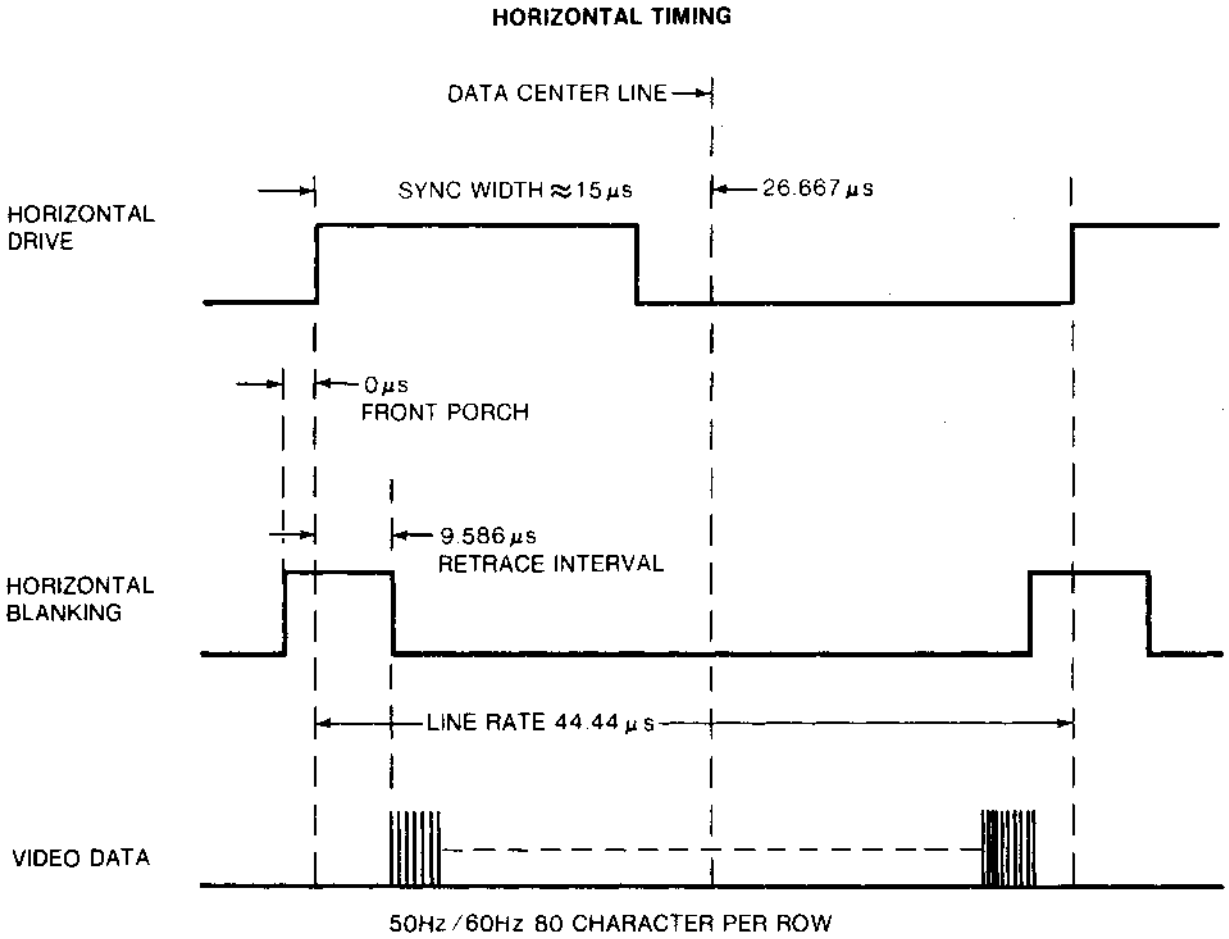 HORIZONTAL TIMING
DATA CENTER LINE
SYNC WIDTH ≈ 15 μs
26.667 μs
HORIZONTAL
DRIVE
0 μs
FRONT PORCH
9.586 μs
RETRACE INTERVAL
HORIZONTAL
BLANKING
LINE RATE 44.44 μs
VIDEO DATA
50Hz/60Hz 80 CHARACTER PER ROW